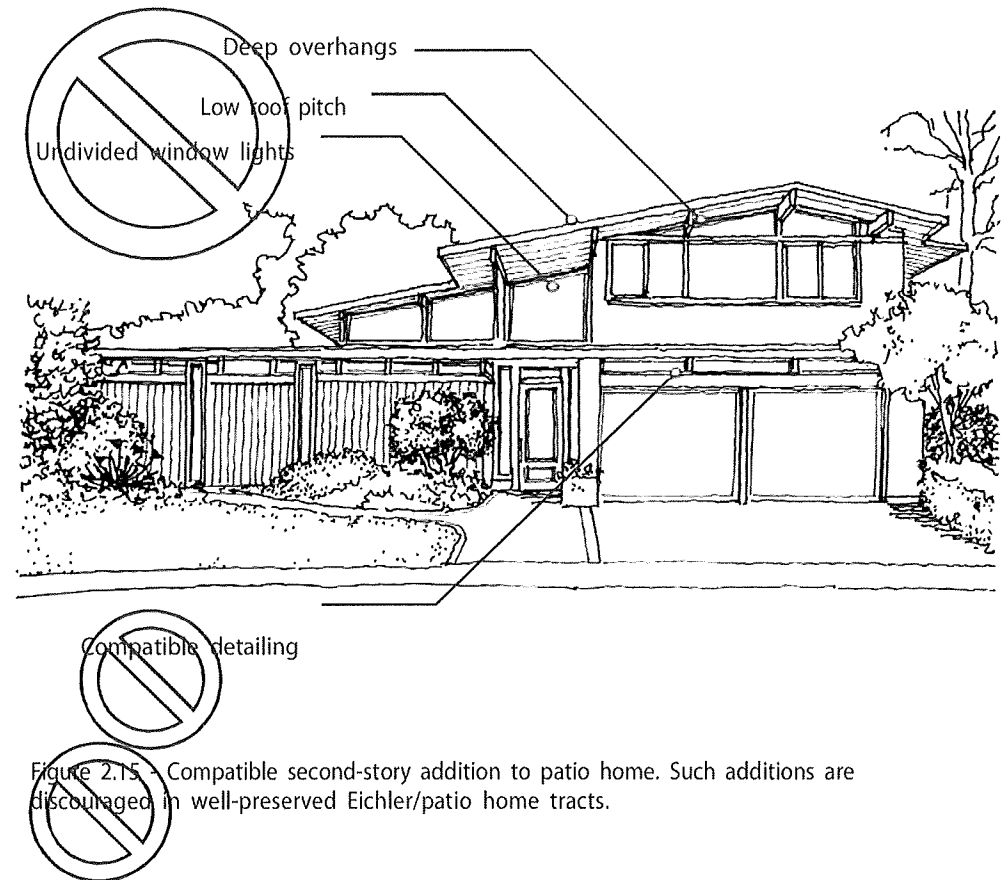 Deep overhangs
Low roof pitch
Undivided window lights
Compatible detailing
Figure 2.15 - Compatible second-story addition to patio home. Such additions are
discouraged in well-preserved Eichler/patio home tracts.